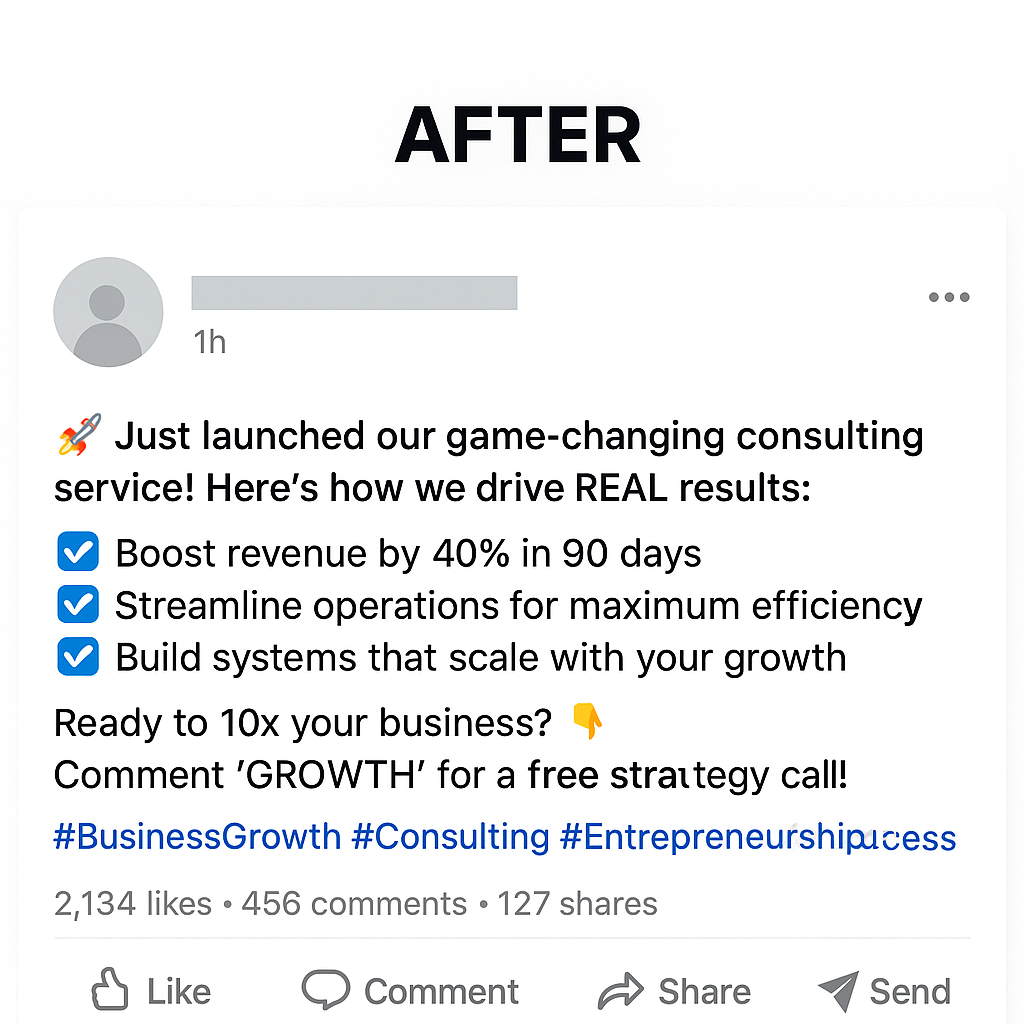 AFTER
1h
🚀 Just launched our game-changing consulting
service! Here's how we drive REAL results:
☑ Boost revenue by 40% in 90 days
☑ Streamline operations for maximum efficiency
☑ Build systems that scale with your growth
Ready to 10x your business? 👇
Comment 'GROWTH' for a free strategy call!
#BusinessGrowth #Consulting
2,134 likes • 456 comments • 127 shares
Like Comment Share Send